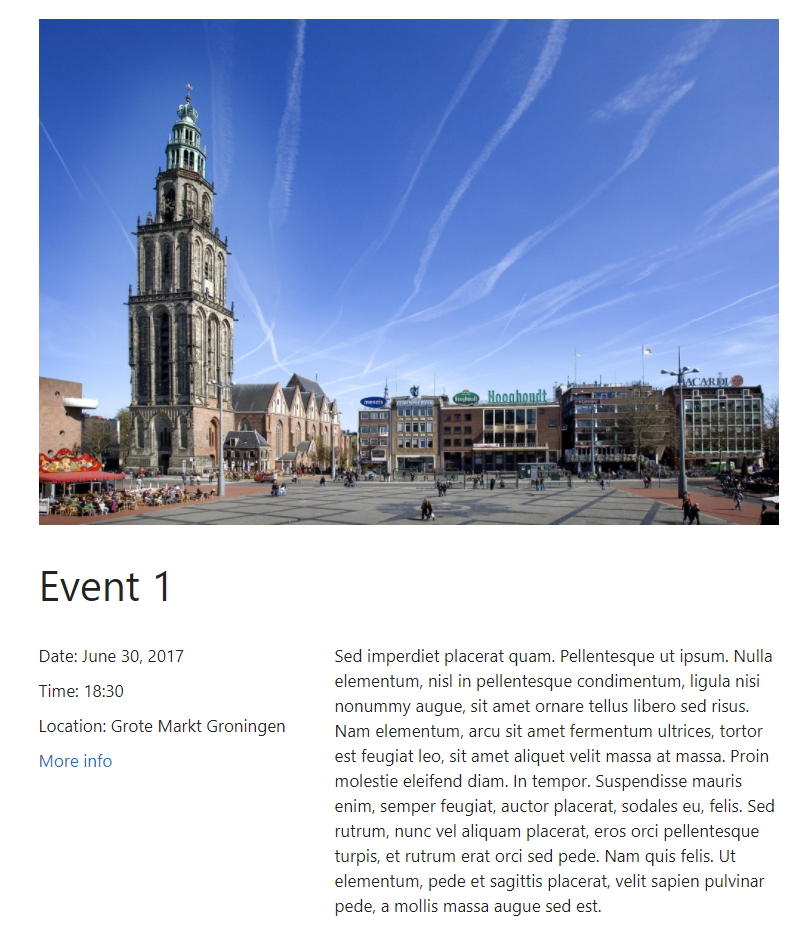 menzis
Hooghoudt
Hooghoudt
BACARDI
Event 1
Date: June 30, 2017
Time: 18:30
Location: Grote Markt Groningen
More info
Sed imperdiet placerat quam. Pellentesque ut ipsum. Nulla
elementum, nisl in pellentesque condimentum, ligula nisi
nonummy augue, sit amet ornare tellus libero sed risus.
Nam elementum, arcu sit amet fermentum ultrices, tortor
est feugiat leo, sit amet aliquet velit massa at massa. Proin
molestie eleifend diam. In tempor. Suspendisse mauris
enim, semper feugiat, auctor placerat, sodales eu, felis. Sed
rutrum, nunc vel aliquam placerat, eros orci pellentesque
turpis, et rutrum erat orci sed pede. Nam quis felis. Ut
elementum, pede et sagittis placerat, velit sapien pulvinar
pede, a mollis massa augue sed est.